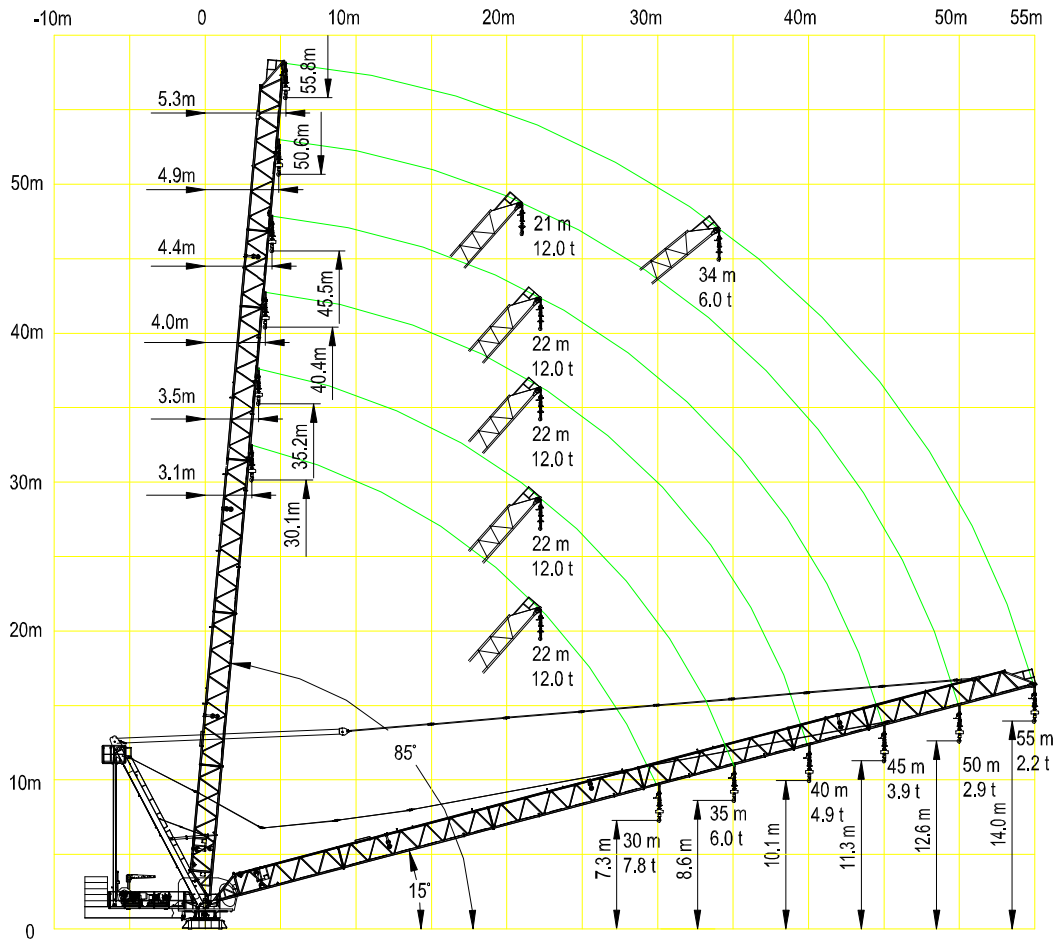 -10m 0 10m 20m 30m 40m 50m 55m
55.8m
5.3m
50.6m
50m
4.9m
21 m
12.0 t
4.4m
34 m
6.0 t
45.5m
40m
4.0m
22 m
12.0 t
40.4m
3.5m
22 m
12.0 t
35.2m
30m
3.1m
30.1m
22 m
12.0 t
20m
22 m
12.0 t
85°
10m
15°
7.3 m
30 m
7.8 t
8.6 m
35 m
6.0 t
10.1 m
40 m
4.9 t
11.3 m
45 m
3.9 t
12.6 m
50 m
2.9 t
14.0 m
55 m
2.2 t
0